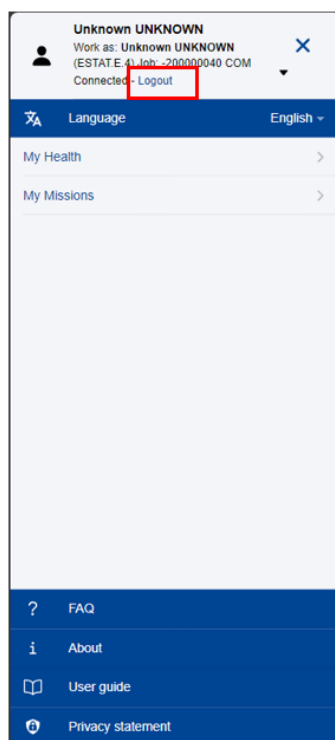 Unknown UNKNOWN
Work as: Unknown UNKNOWN
(ESTAT.E.4) Job: -200000040 COM
Connected - Logout
Language English
My Health
My Missions
? FAQ
i About
User guide
Privacy statement